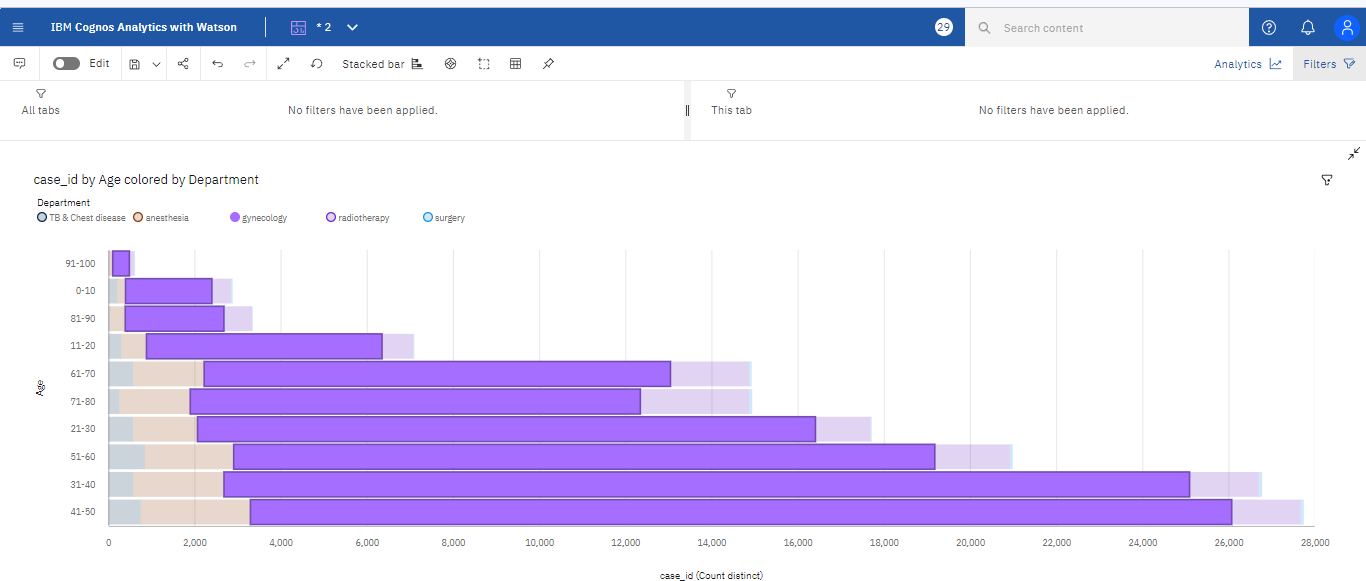 IBM Cognos Analytics with Watson
* 2
29
Search content
Edit
Stacked bar
Analytics
Filters
All tabs
No filters have been applied.
This tab
No filters have been applied.
case_id by Age colored by Department
Department
TB & Chest disease
anesthesia
gynecology
radiotherapy
surgery
Age
91-100
0-10
81-90
11-20
61-70
71-80
21-30
51-60
31-40
41-50
0
2,000
4,000
6,000
8,000
10,000
12,000
14,000
16,000
18,000
20,000
22,000
24,000
26,000
28,000
case_id (Count distinct)